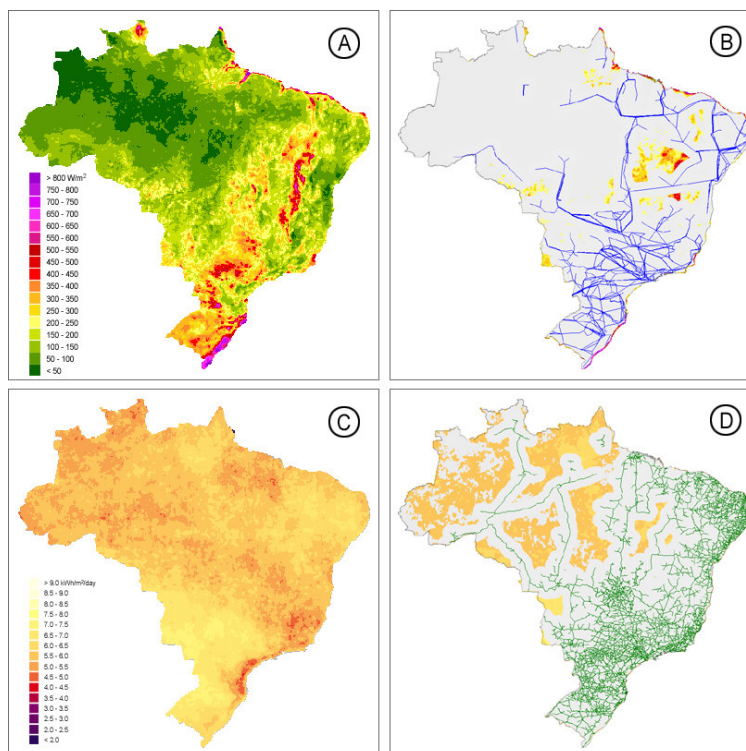 A
> 800 W/m²
750 - 800
700 - 750
650 - 700
600 - 650
550 - 600
500 - 550
450 - 500
400 - 450
350 - 400
300 - 350
250 - 300
200 - 250
150 - 200
100 - 150
50 - 100
< 50
B
C
> 9.0 kWh/m²/day
8.5 - 9.0
8.0 - 8.5
7.5 - 8.0
7.0 - 7.5
6.5 - 7.0
6.0 - 6.5
5.5 - 6.0
5.0 - 5.5
4.5 - 5.0
4.0 - 4.5
3.5 - 4.0
3.0 - 3.5
2.5 - 3.0
2.0 - 2.5
< 2.0
D